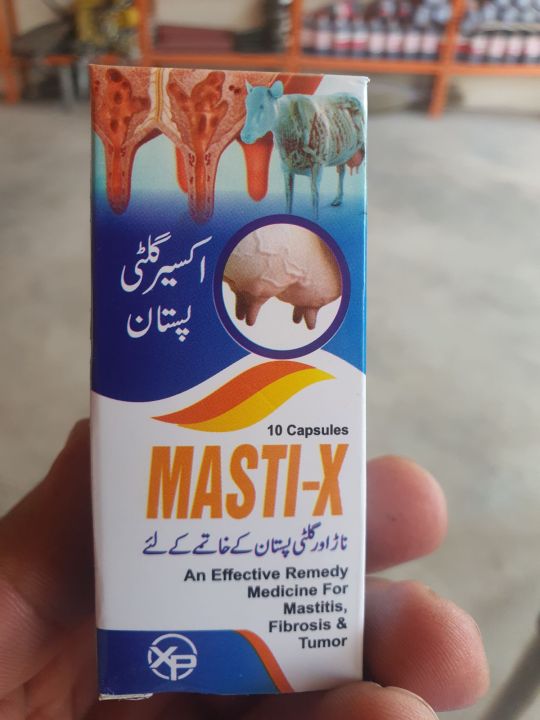 اکسیر گلٹی
پستان
10 Capsules
MASTI-X
ناڑ اور گلٹی پستان کے خاتمے کے لئے
An Effective Remedy
Medicine For
Mastitis,
Fibrosis &
Tumor
XP